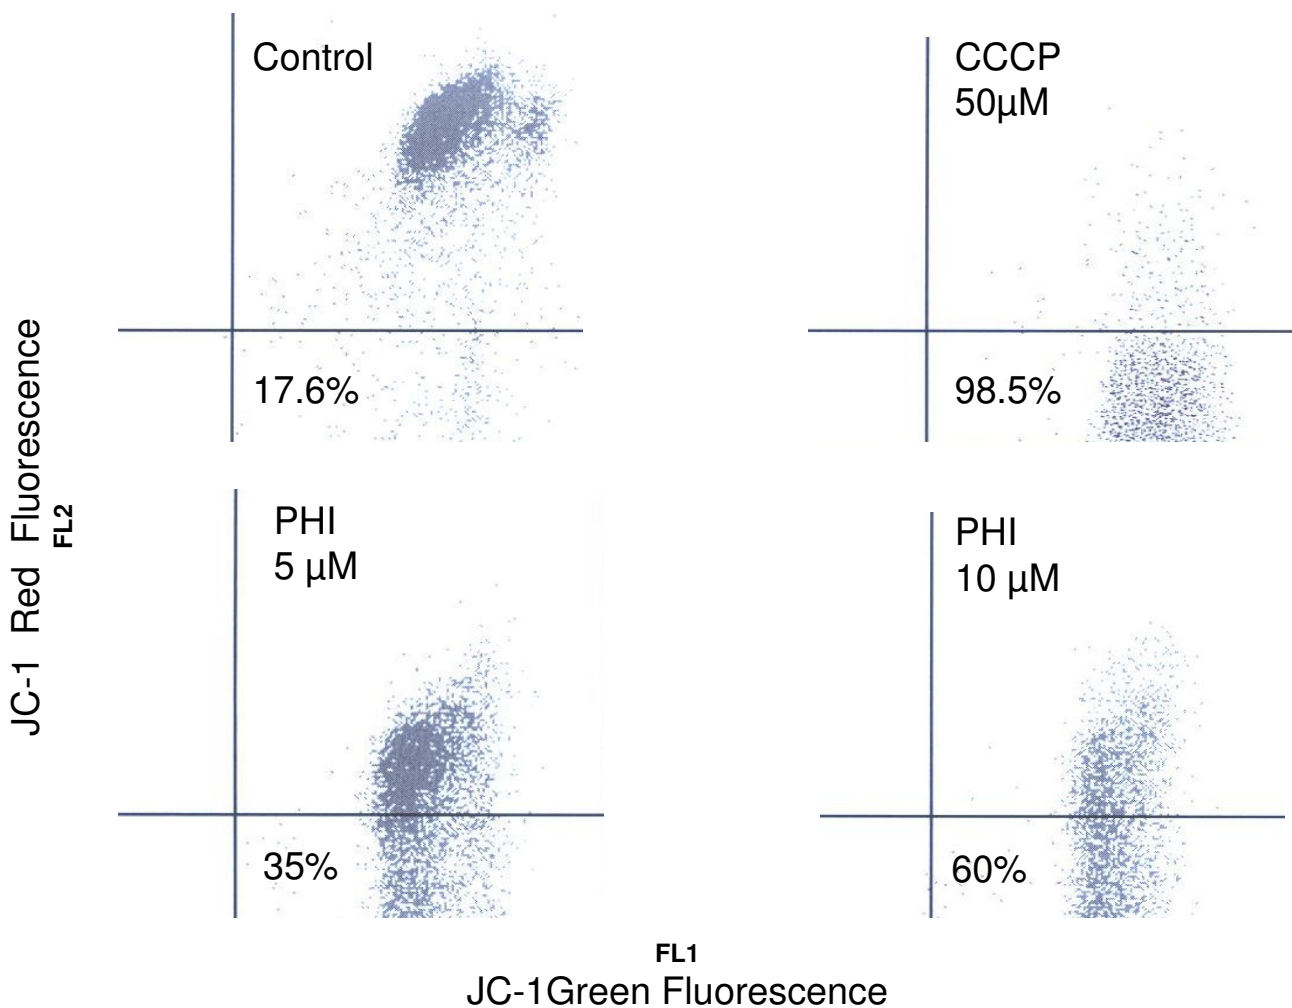 Control
17.6%
CCCP
50µM
98.5%
PHI
5 µM
35%
PHI
10 µM
60%
JC-1 Red Fluorescence
FL2
FL1
JC-1Green Fluorescence